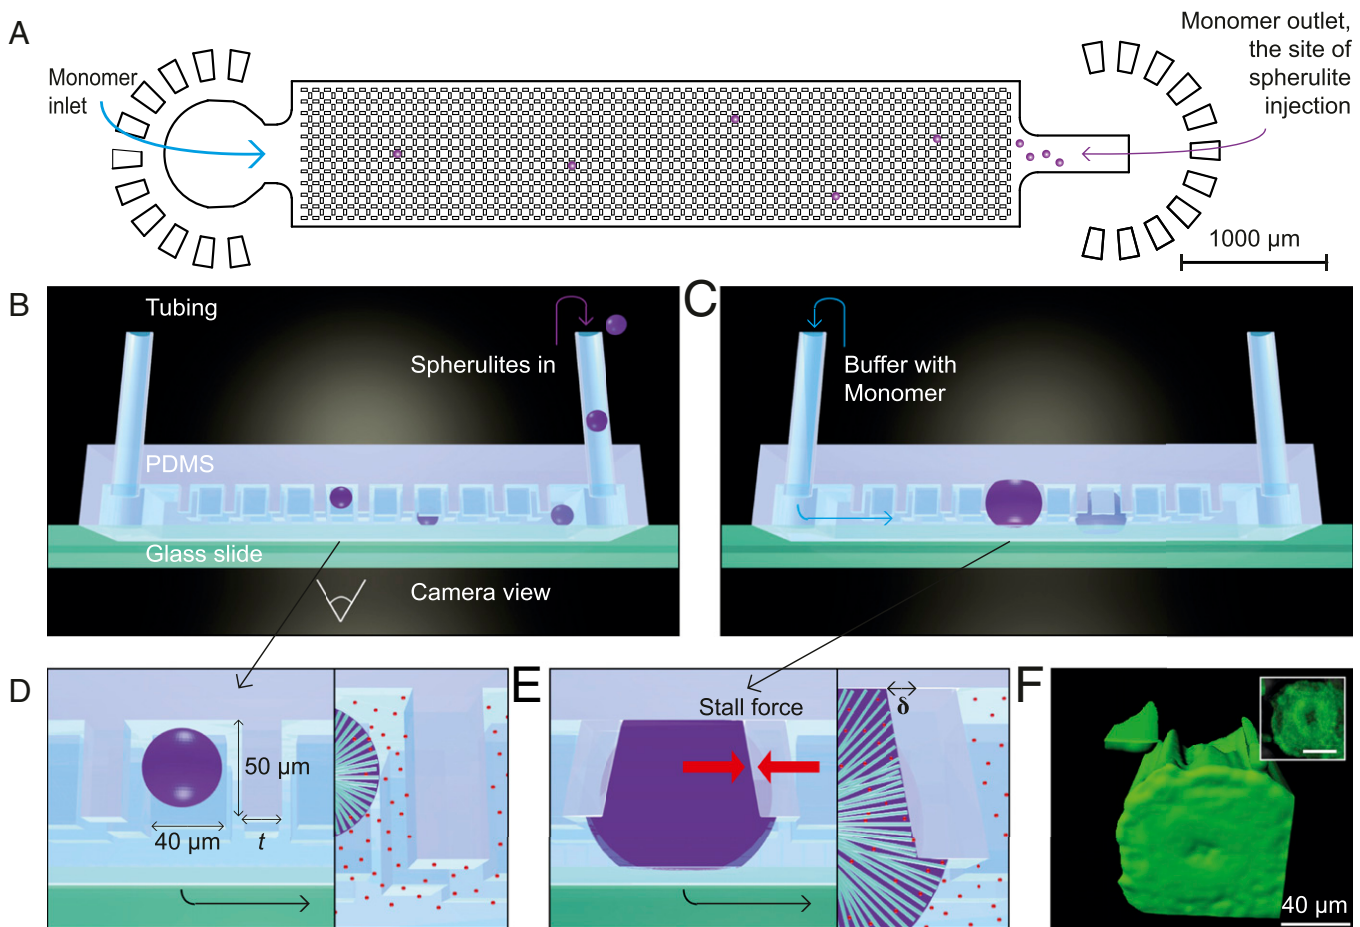 A
Monomer
inlet
Monomer outlet,
the site of
spherulite
injection
1000 μm
B
Tubing
Spherulites in
PDMS
Glass slide
Camera view
C
Buffer with
Monomer
D
50 μm
40 μm
t
E
Stall force
δ
F
40 μm